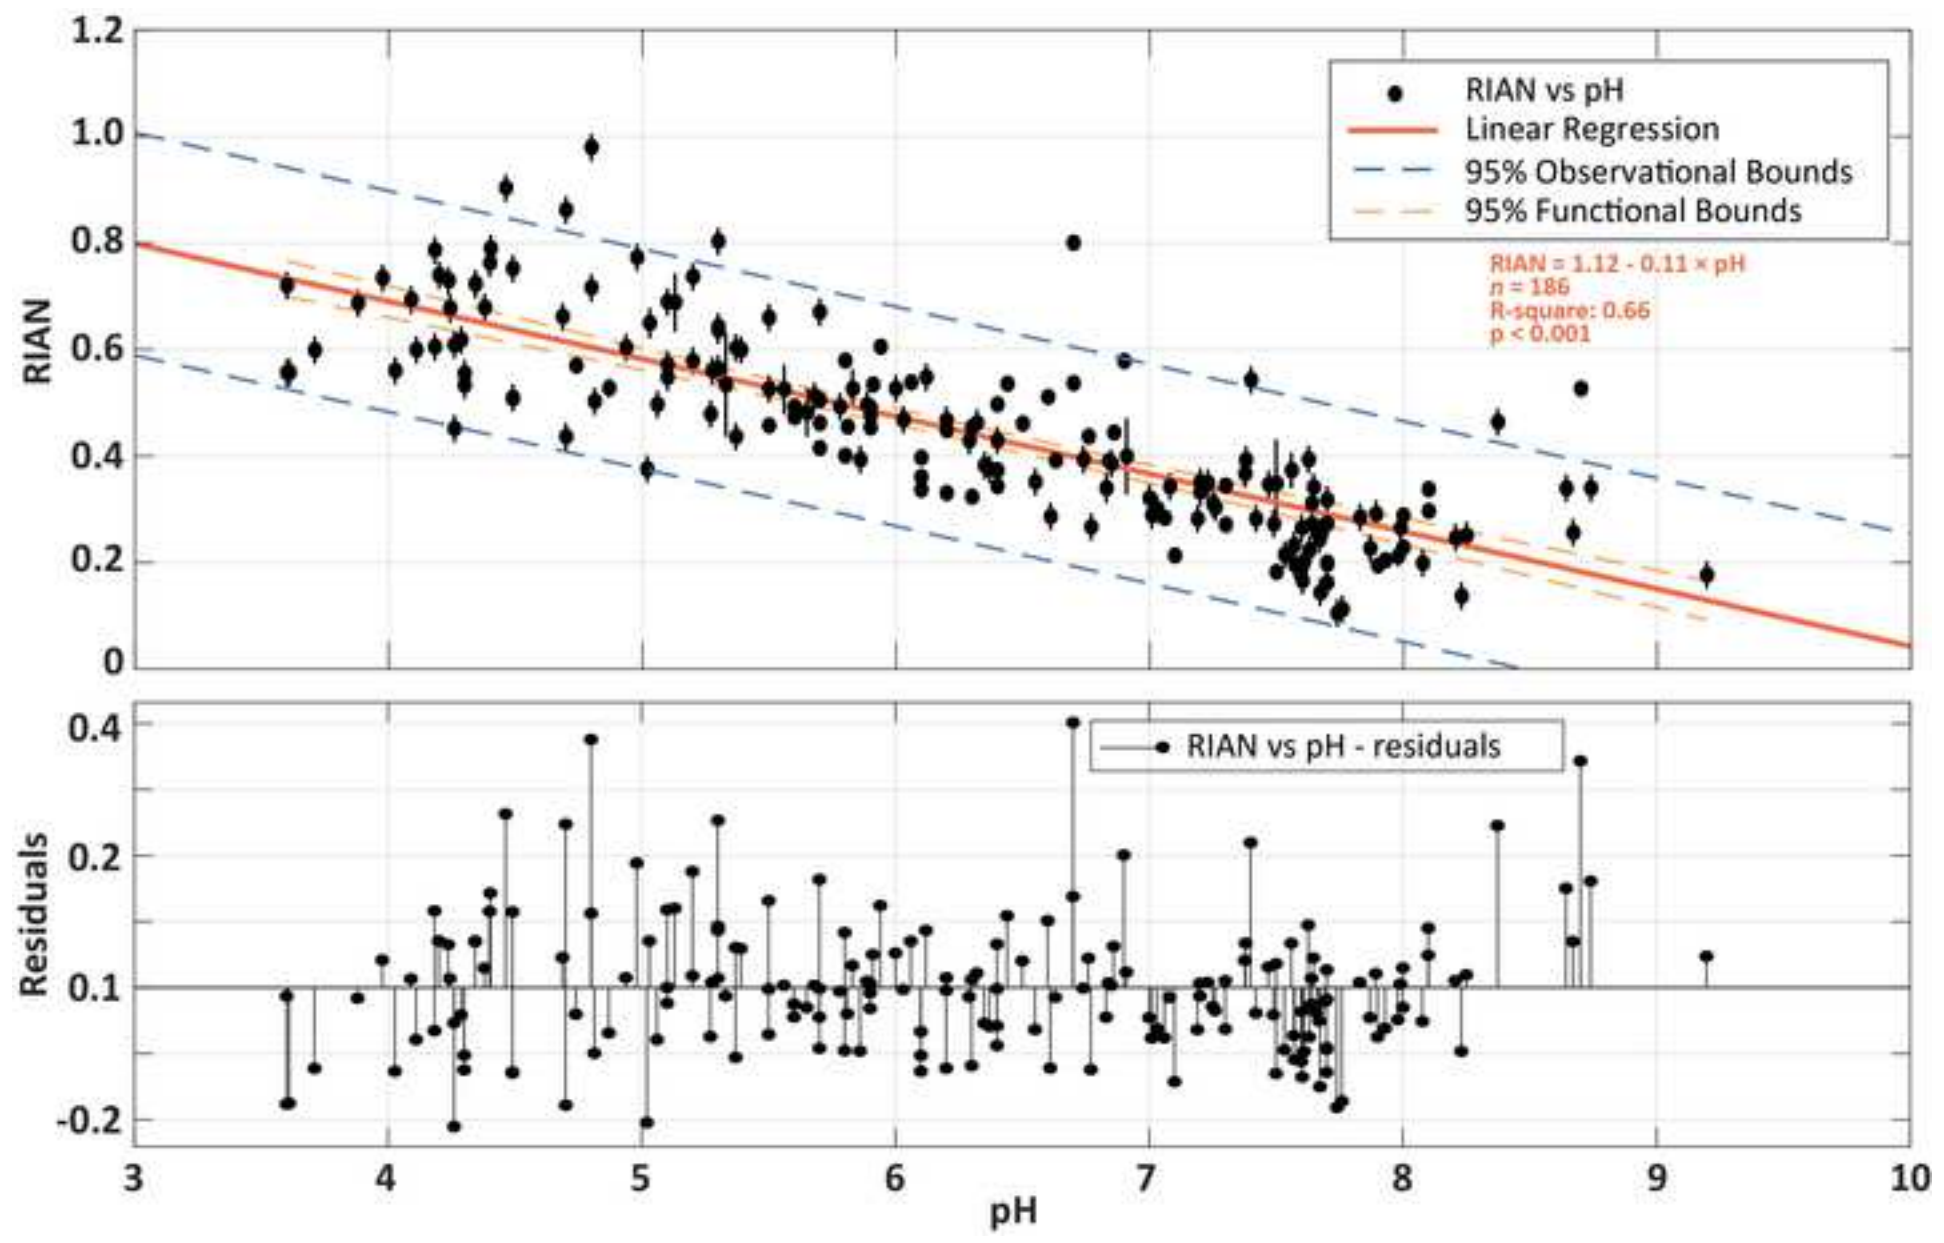 1.2
1.0
0.8
0.6
0.4
0.2
0
RIAN
RIAN vs pH
Linear Regression
95% Observational Bounds
95% Functional Bounds
RIAN = 1.12 - 0.11 × pH
n = 186
R-square: 0.66
p < 0.001
0.4
0.2
0.1
-0.2
Residuals
RIAN vs pH - residuals
3 4 5 6 7 8 9 10
pH